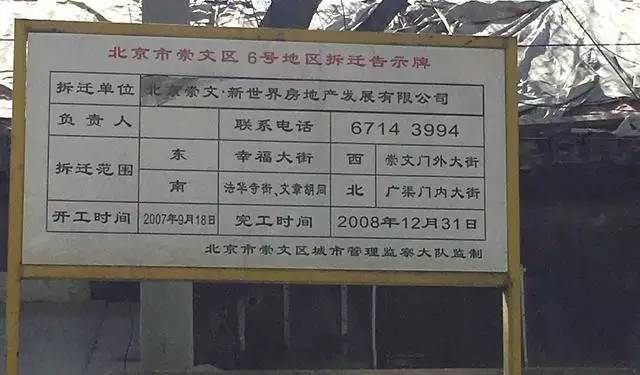 北京市崇文区6号地区拆迁告示牌
拆迁单位 北京崇文·新世界房地产发展有限公司
负责人 联系电话 6714 3994
拆迁范围 东 幸福大街 西 崇文门外大街
南 法华寺街、文章胡同 北 广渠门内大街
开工时间 2007年9月18日 完工时间 2008年12月31日
北京市崇文区城市管理监察大队监制